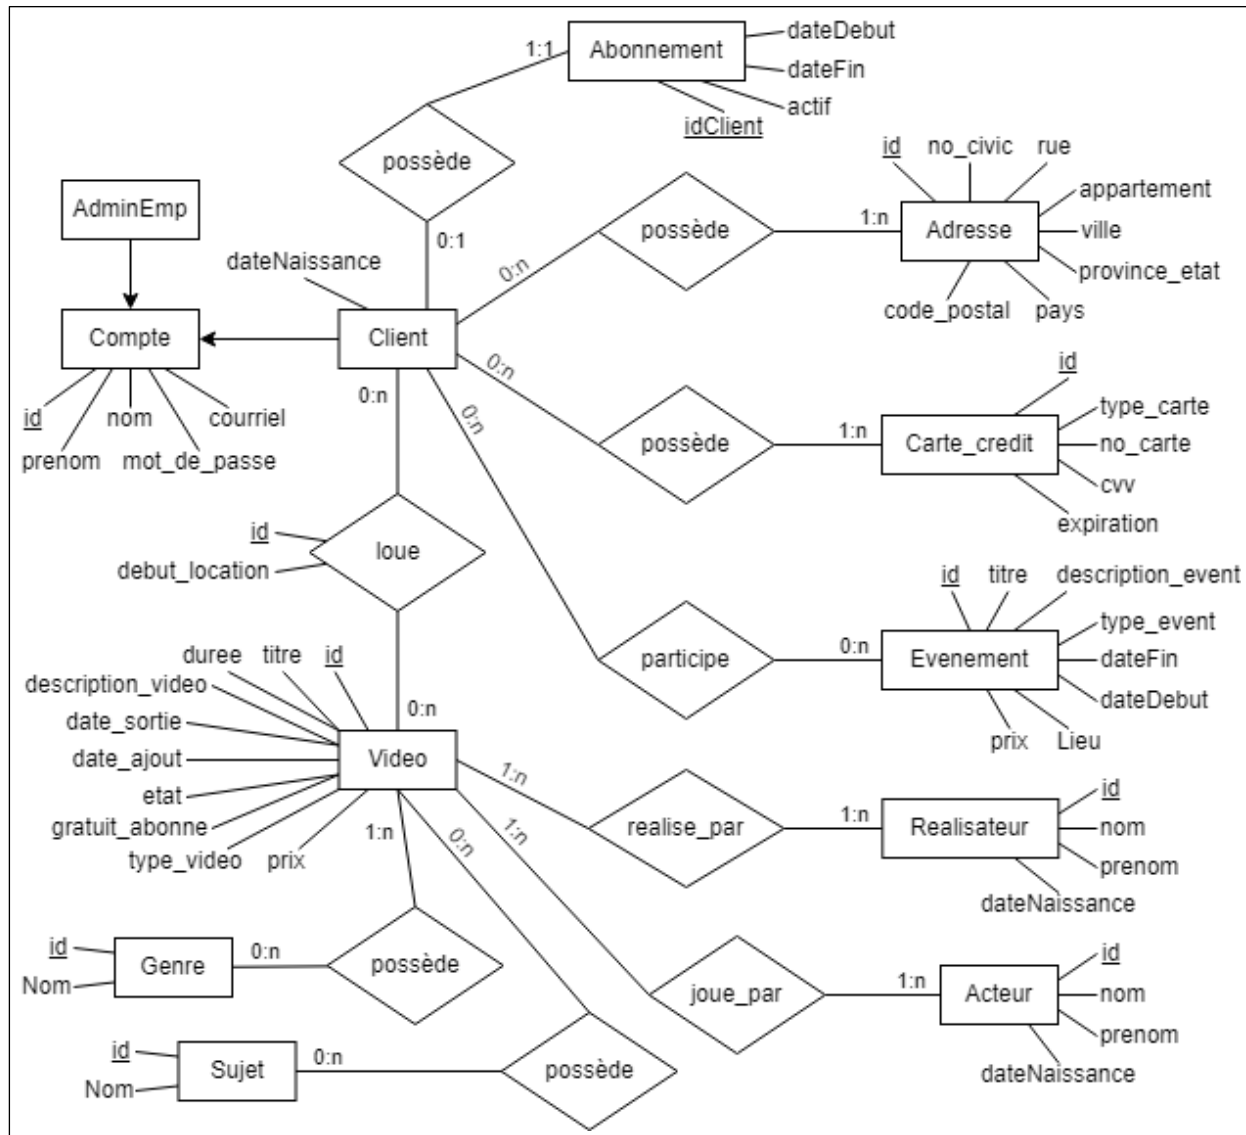 Abonnement
dateDebut
dateFin
actif
idClient
1:1
possède
0:1
AdminEmp
dateNaissance
Compte
Client
id
nom
courriel
prenom
mot_de_passe
0:n
possède
1:n
Adresse
id
no_civic
rue
appartement
ville
province_etat
code_postal
pays
0:n
possède
1:n
Carte_credit
id
type_carte
no_carte
cvv
expiration
0:n
participe
0:n
Evenement
id
titre
description_event
type_event
dateFin
dateDebut
prix
Lieu
0:n
loue
id
debut_location
0:n
Video
duree
titre
id
description_video
date_sortie
date_ajout
etat
gratuit_abonne
type_video
prix
1:n
realise_par
1:n
Realisateur
id
nom
prenom
dateNaissance
1:n
joue_par
1:n
Acteur
id
nom
prenom
dateNaissance
1:n
possède
0:n
Genre
id
Nom
0:n
possède
0:n
Sujet
id
Nom